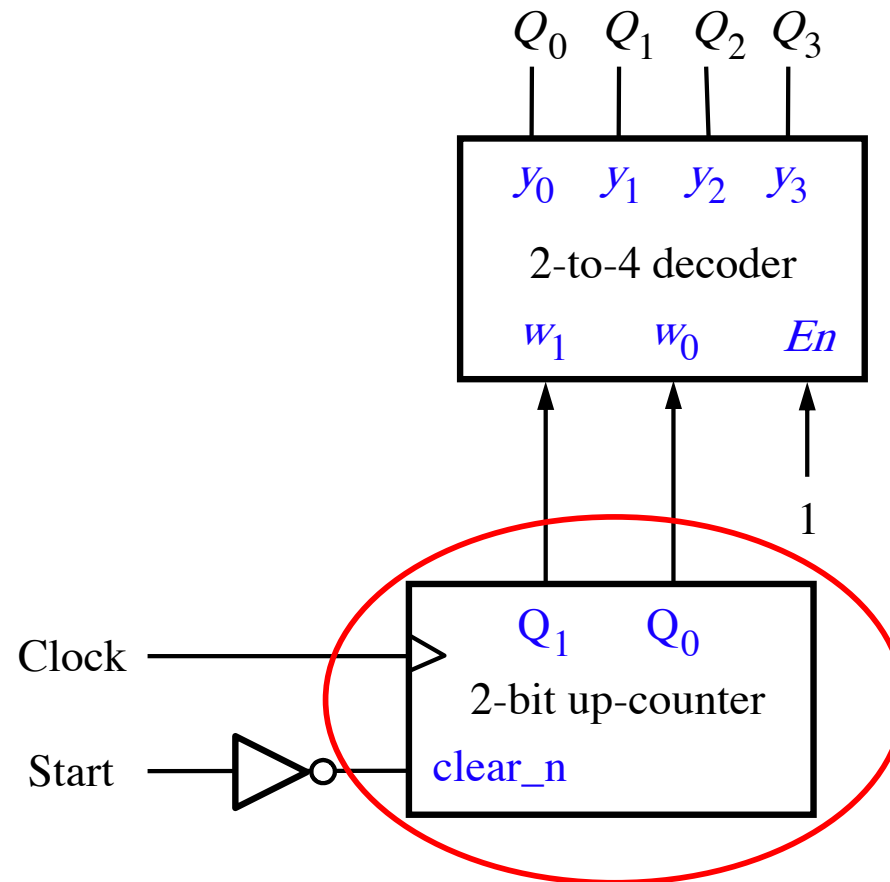 Q0 Q1 Q2 Q3
y0 y1 y2 y3
2-to-4 decoder
w1 w0 En
1
Q1 Q0
Clock
2-bit up-counter
Start
clear_n